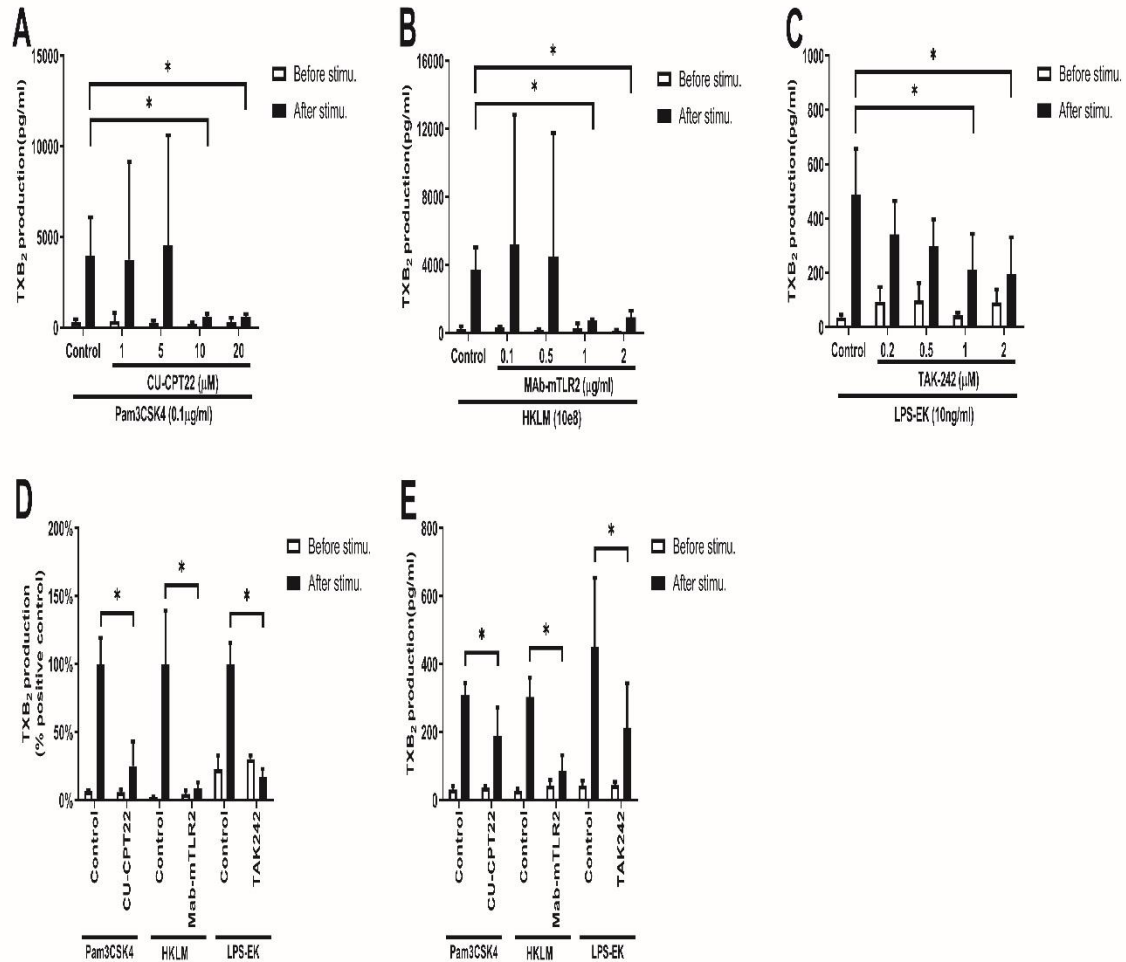 A
TXB₂ production(pg/ml)
15000
10000
5000
0
*
*
Before stimu.
After stimu.
Control 1 5 10 20
CU-CPT22 (μM)
Pam3CSK4 (0.1μg/ml)
B
TXB₂ production(pg/ml)
16000
12000
8000
4000
0
*
*
Before stimu.
After stimu.
Control 0.1 0.5 1 2
MAb-mTLR2 (μg/ml)
HKLM (10e8)
C
TXB₂ production(pg/ml)
1000
800
600
400
200
0
*
*
Before stimu.
After stimu.
Control 0.2 0.5 1 2
TAK-242 (μM)
LPS-EK (10ng/ml)
D
TXB₂ production
(% positive control)
200%
150%
100%
50%
0%
*
*
*
Before stimu.
After stimu.
Control
CU-CPT22
Control
Mab-mTLR2
Control
TAK242
Pam3CSK4 HKLM LPS-EK
E
TXB₂ production(pg/ml)
800
600
400
200
0
*
*
*
Before stimu.
After stimu.
Control
CU-CPT22
Control
Mab-mTLR2
Control
TAK242
Pam3CSK4 HKLM LPS-EK